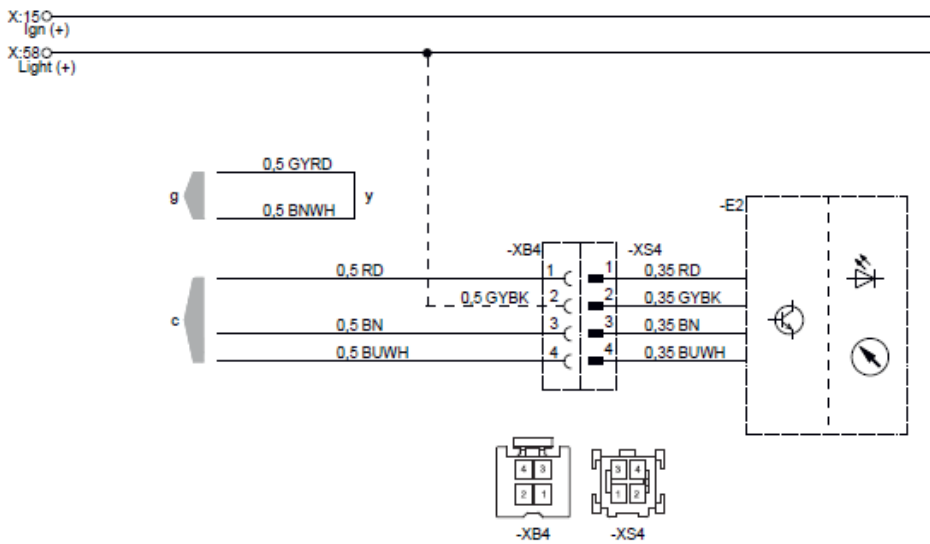 X:15
Ign (+)
X:58
Light (+)
0,5 GYRD
g
y
0,5 BNWH
-E2
-XB4
-XS4
0,5 RD
1
1
0,35 RD
0,5 GYBK
2
2
0,35 GYBK
c
0,5 BN
3
3
0,35 BN
0,5 BUWH
4
4
0,35 BUWH
4 3
3 4
2 1
1 2
-XB4
-XS4